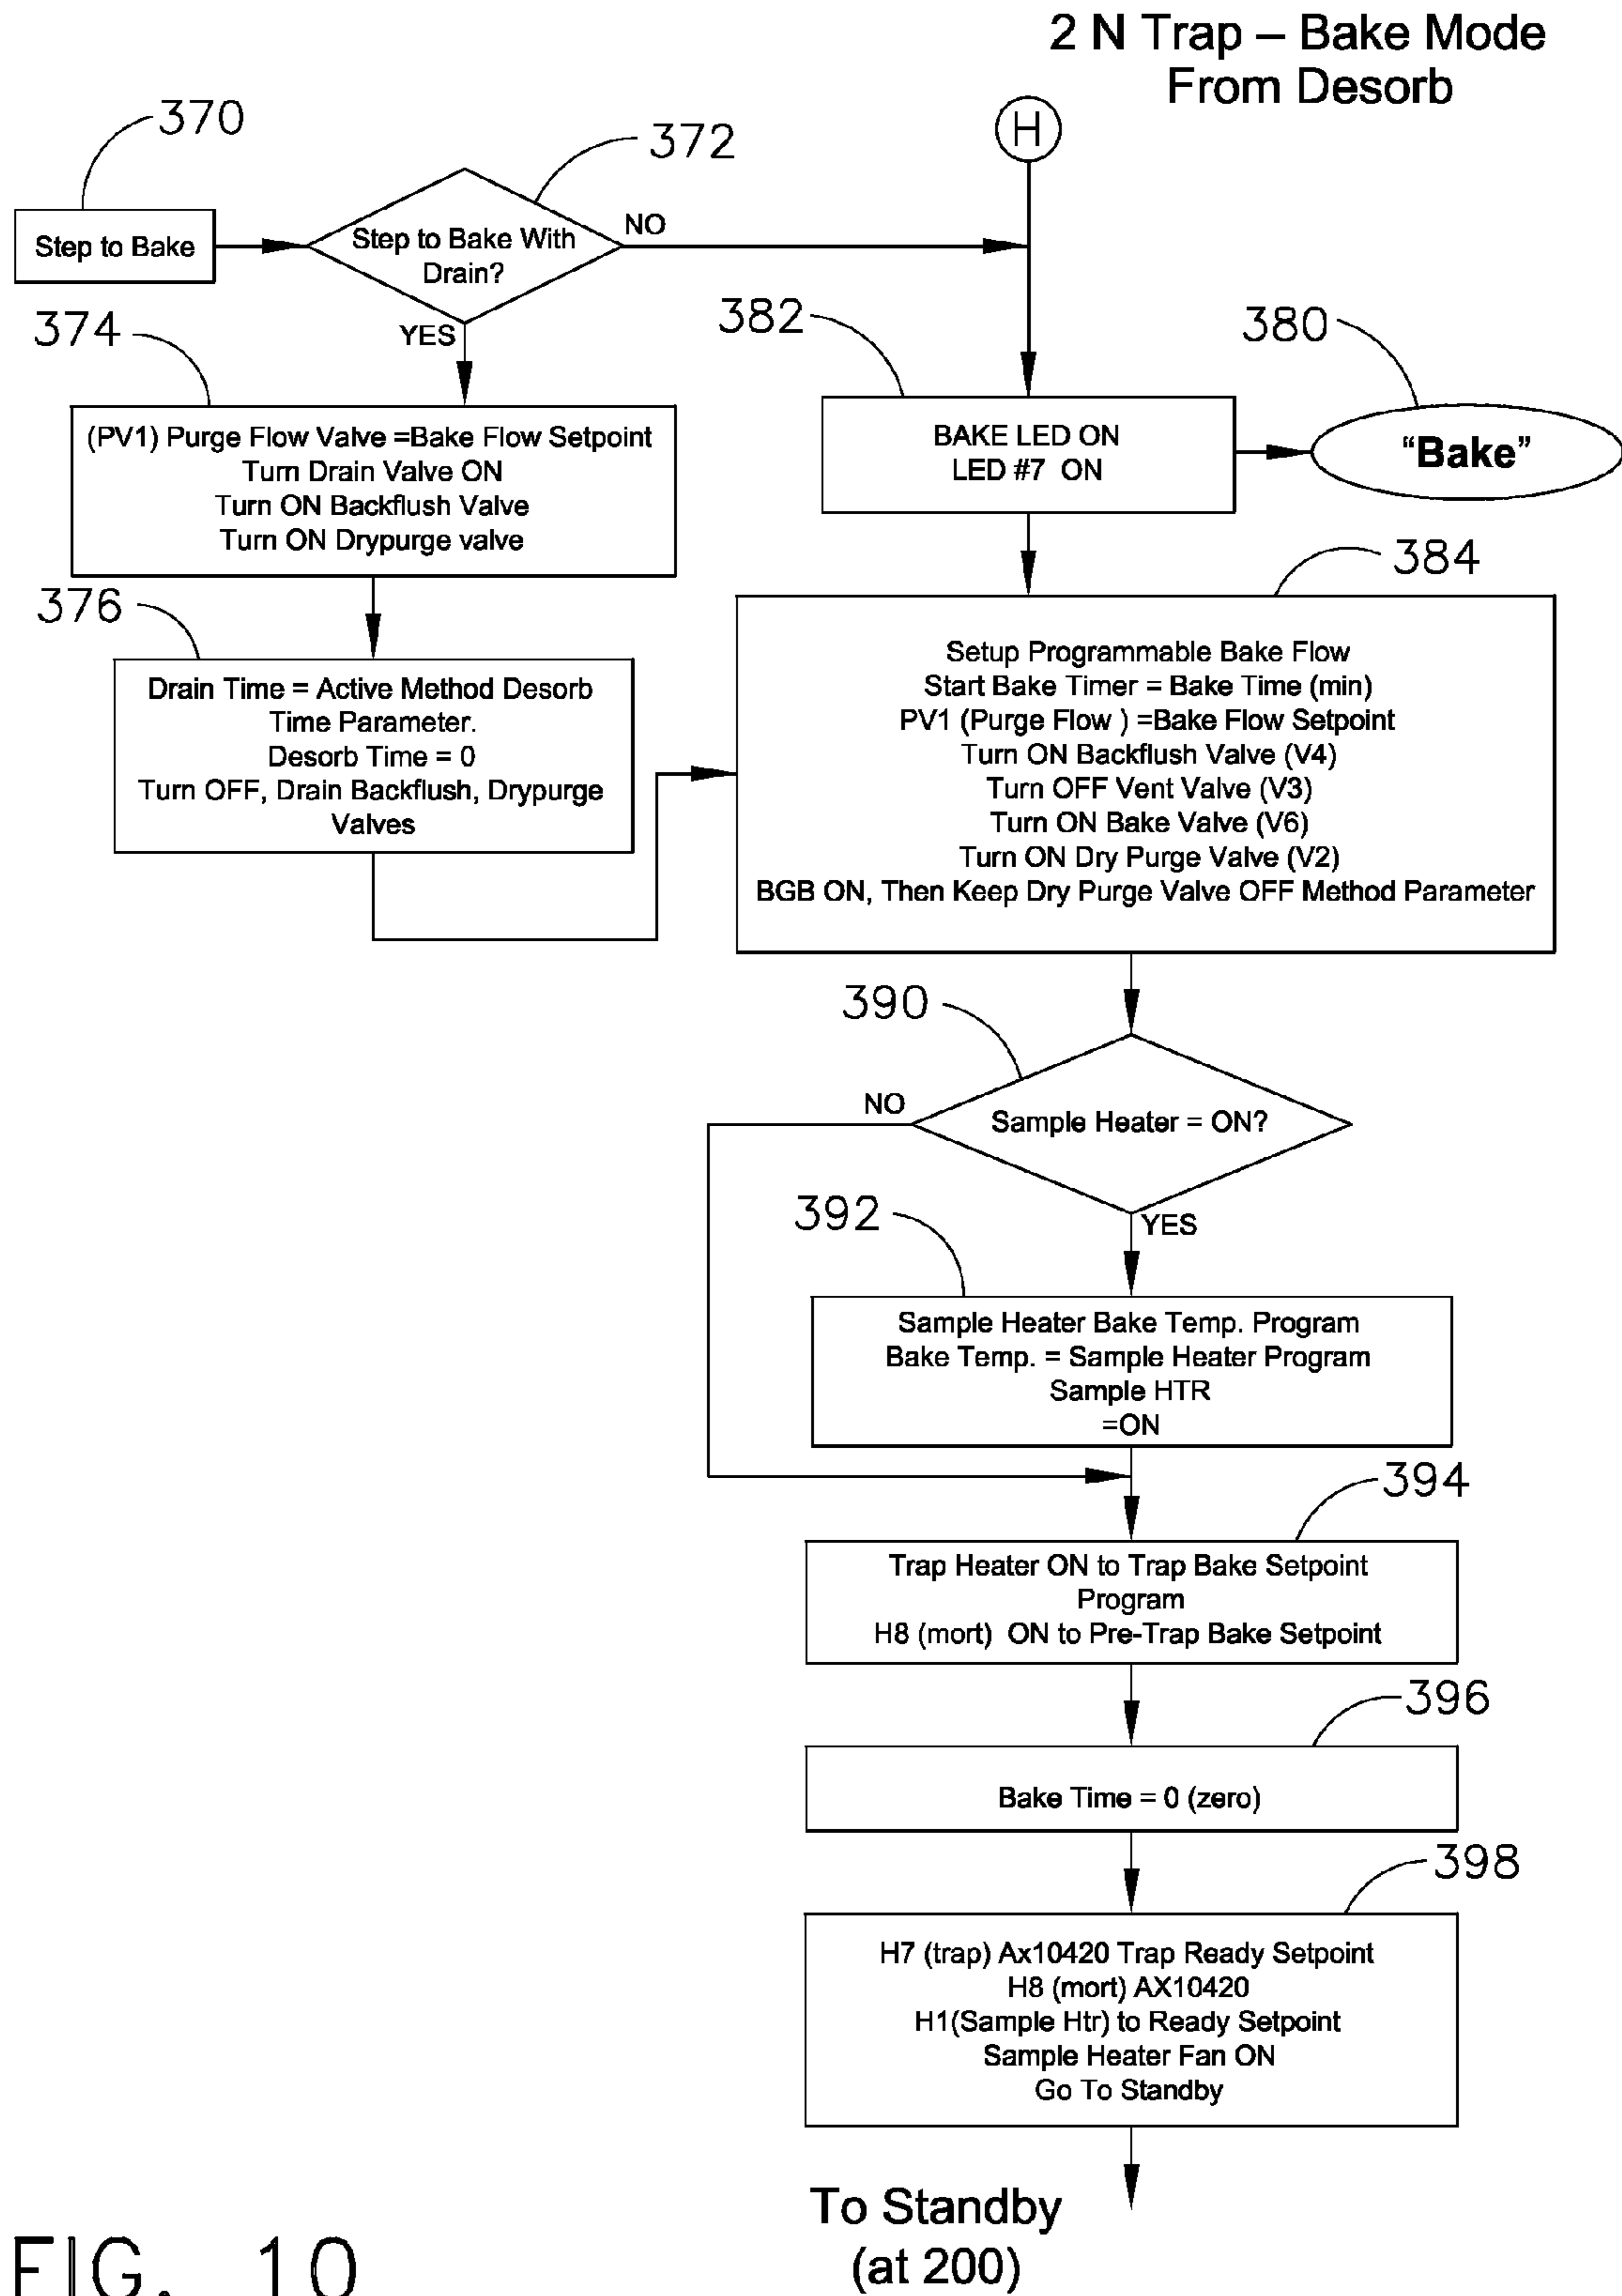 2 N Trap – Bake Mode
From Desorb
H
370
Step to Bake
372
Step to Bake With
Drain?
NO
YES
374
(PV1) Purge Flow Valve =Bake Flow Setpoint
Turn Drain Valve ON
Turn ON Backflush Valve
Turn ON Drypurge valve
376
Drain Time = Active Method Desorb
Time Parameter.
Desorb Time = 0
Turn OFF, Drain Backflush, Drypurge
Valves
382
BAKE LED ON
LED #7 ON
380
“Bake”
384
Setup Programmable Bake Flow
Start Bake Timer = Bake Time (min)
PV1 (Purge Flow ) =Bake Flow Setpoint
Turn ON Backflush Valve (V4)
Turn OFF Vent Valve (V3)
Turn ON Bake Valve (V6)
Turn ON Dry Purge Valve (V2)
BGB ON, Then Keep Dry Purge Valve OFF Method Parameter
390
Sample Heater = ON?
NO
YES
392
Sample Heater Bake Temp. Program
Bake Temp. = Sample Heater Program
Sample HTR
=ON
394
Trap Heater ON to Trap Bake Setpoint
Program
H8 (mort) ON to Pre-Trap Bake Setpoint
396
Bake Time = 0 (zero)
398
H7 (trap) Ax10420 Trap Ready Setpoint
H8 (mort) AX10420
H1(Sample Htr) to Ready Setpoint
Sample Heater Fan ON
Go To Standby
To Standby
(at 200)
FIG. 10